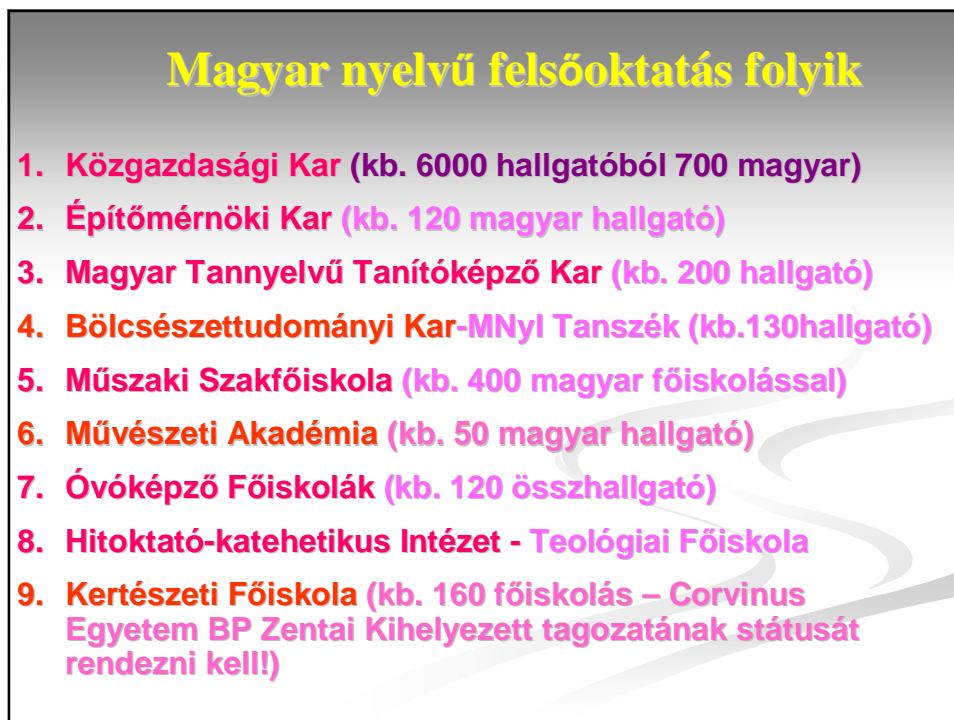 Magyar nyelvű felsőoktatás folyik
1. Közgazdasági Kar (kb. 6000 hallgatóból 700 magyar)
2. Építőmérnöki Kar (kb. 120 magyar hallgató)
3. Magyar Tannyelvű Tanítóképző Kar (kb. 200 hallgató)
4. Bölcsészettudományi Kar-MNyI Tanszék (kb.130hallgató)
5. Műszaki Szakfőiskola (kb. 400 magyar főiskolással)
6. Művészeti Akadémia (kb. 50 magyar hallgató)
7. Óvóképző Főiskolák (kb. 120 összhallgató)
8. Hitoktató-katehetikus Intézet - Teológiai Főiskola
9. Kertészeti Főiskola (kb. 160 főiskolás – Corvinus
Egyetem BP Zentai Kihelyezett tagozatának státusát
rendezni kell!)